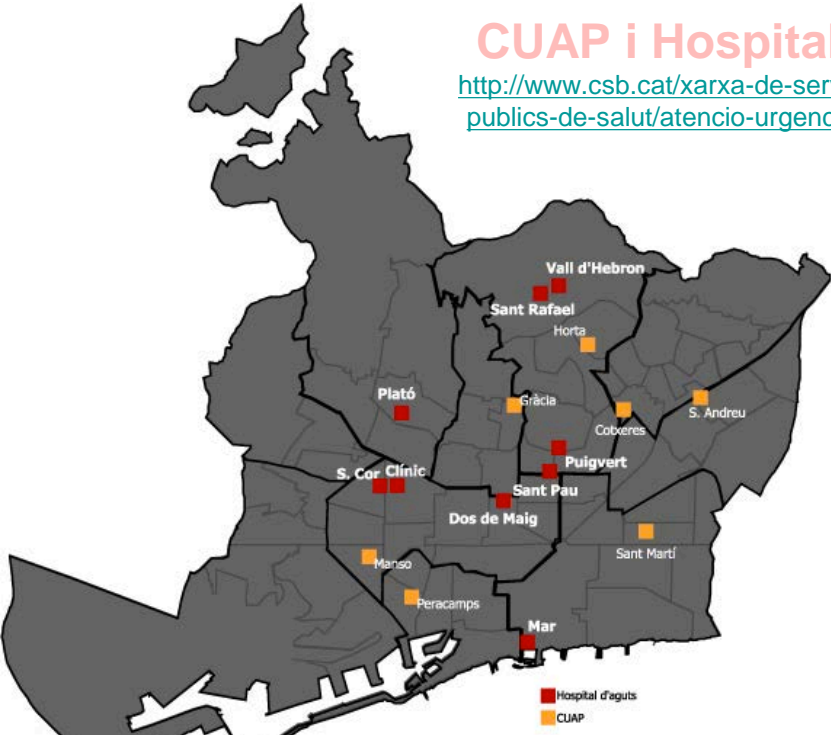 CUAP i Hospital
http://www.csb.cat/xarxa-de-ser
publics-de-salut/atencio-urgenc
Vall d'Hebron
Sant Rafael
Horta
Plató
Gràcia
S. Andreu
Cotxeres
Puigvert
S. Cor Clínic
Sant Pau
Dos de Maig
Sant Martí
Manso
Peracamps
Mar
Hospital d'aguts
CUAP